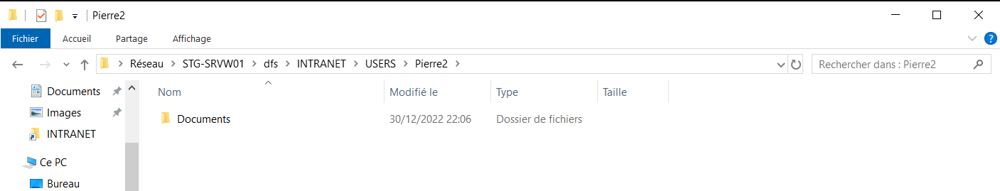 Pierre2
Fichier Accueil Partage Affichage
Réseau STG-SRVW01 dfs INTRANET USERS Pierre2 Rechercher dans : Pierre2
Documents
Images
INTRANET
Ce PC
Bureau
Nom Modifié le Type Taille
Documents 30/12/2022 22:06 Dossier de fichiers